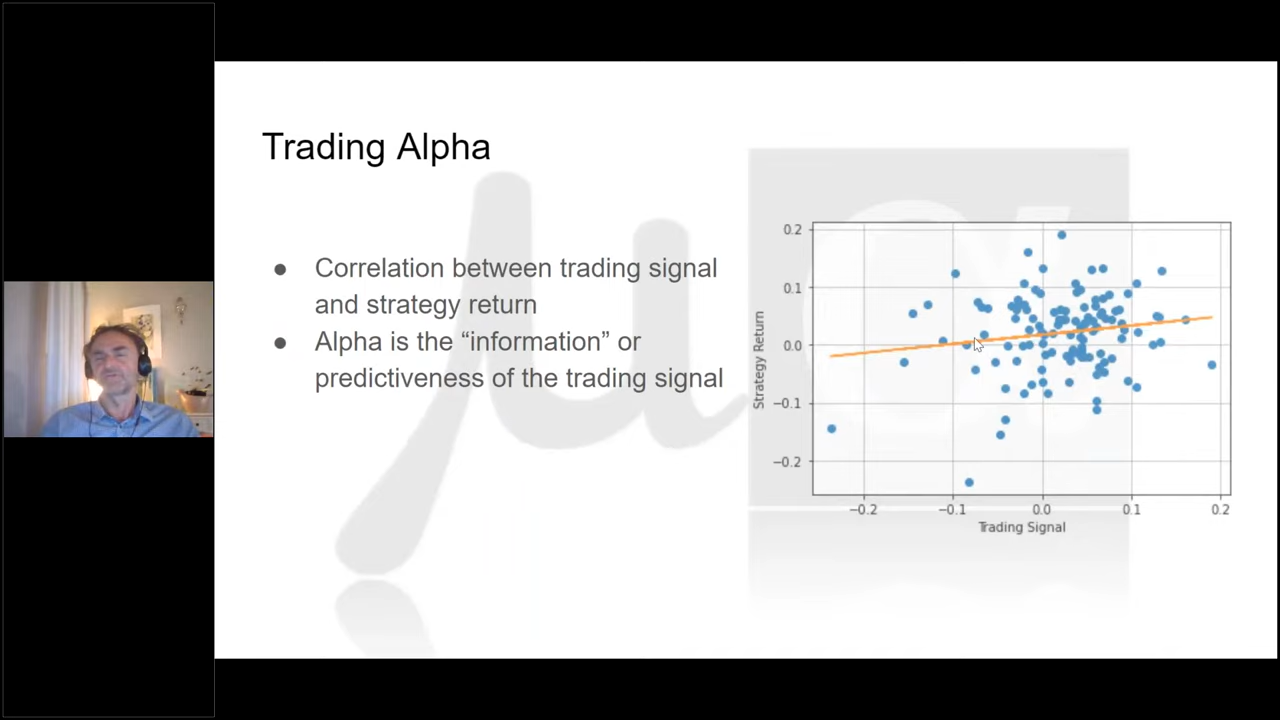 Trading Alpha
● Correlation between trading signal
and strategy return
● Alpha is the “information” or
predictiveness of the trading signal
0.2
0.1
0.0
−0.1
−0.2
Strategy Return
−0.2 −0.1 0.0 0.1 0.2
Trading Signal
μ
α